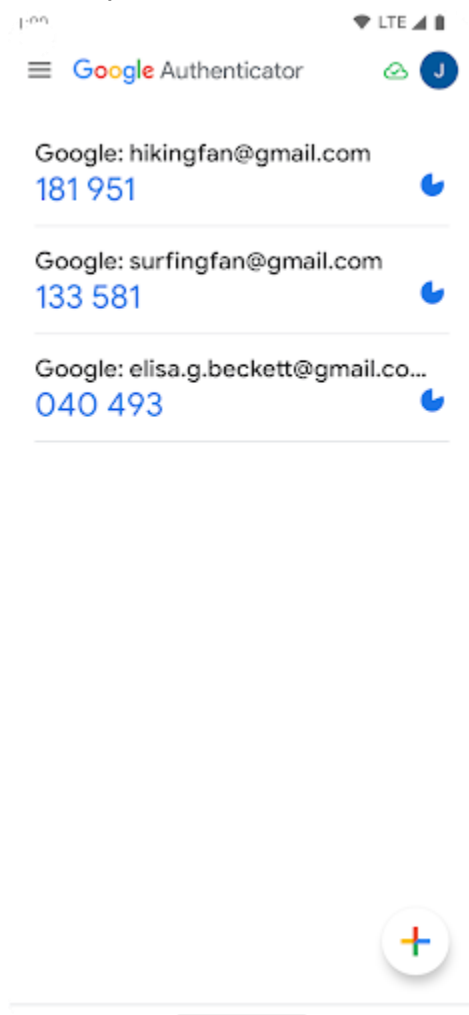 LTE
Google Authenticator
J
Google: hikingfan@gmail.com
181 951
Google: surfingfan@gmail.com
133 581
Google: elisa.g.beckett@gmail.co...
040 493